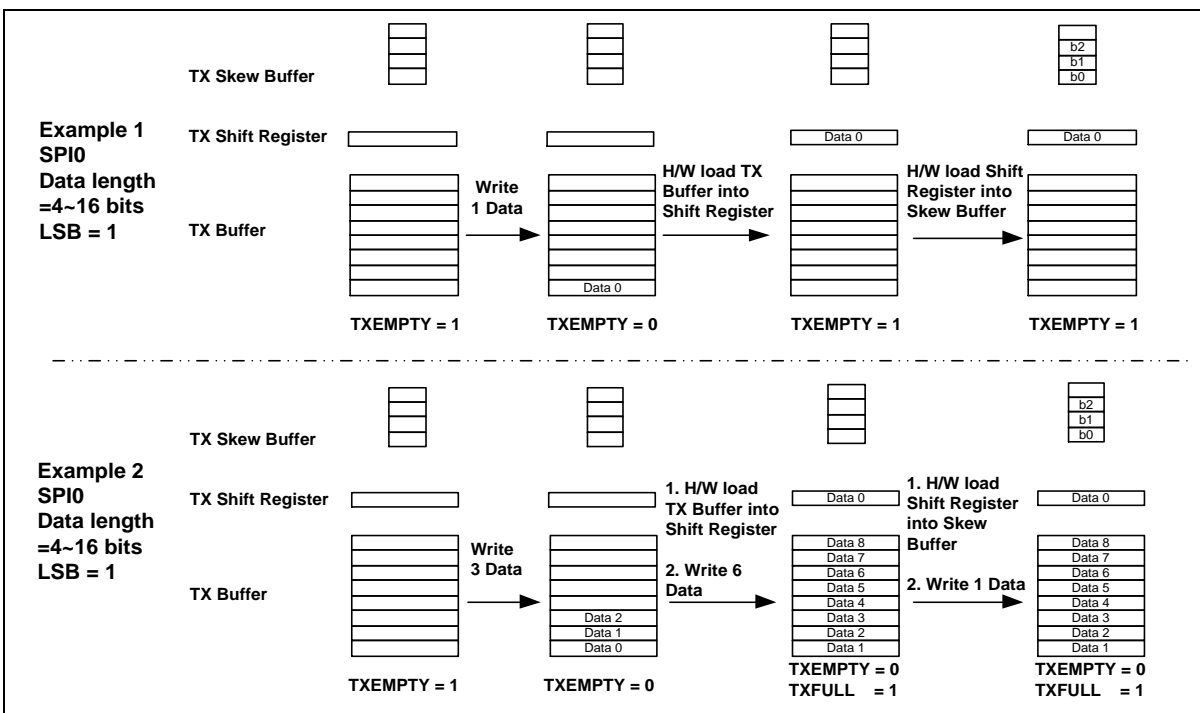 Example 1
SPI0
Data length
=4~16 bits
LSB = 1
TX Skew Buffer
TX Shift Register
TX Buffer
Write
1 Data
Data 0
H/W load TX
Buffer into
Shift Register
Data 0
H/W load Shift
Register into
Skew Buffer
b2
b1
b0
Data 0
TXEMPTY = 1
TXEMPTY = 0
TXEMPTY = 1
TXEMPTY = 1
Example 2
SPI0
Data length
=4~16 bits
LSB = 1
TX Skew Buffer
TX Shift Register
TX Buffer
Write
3 Data
Data 2
Data 1
Data 0
1. H/W load
TX Buffer into
Shift Register
2. Write 6
Data
Data 0
Data 8
Data 7
Data 6
Data 5
Data 4
Data 3
Data 2
Data 1
1. H/W load
Shift Register
into Skew
Buffer
2. Write 1 Data
b2
b1
b0
Data 0
Data 8
Data 7
Data 6
Data 5
Data 4
Data 3
Data 2
Data 1
TXEMPTY = 1
TXEMPTY = 0
TXEMPTY = 0
TXFULL = 1
TXEMPTY = 0
TXFULL = 1